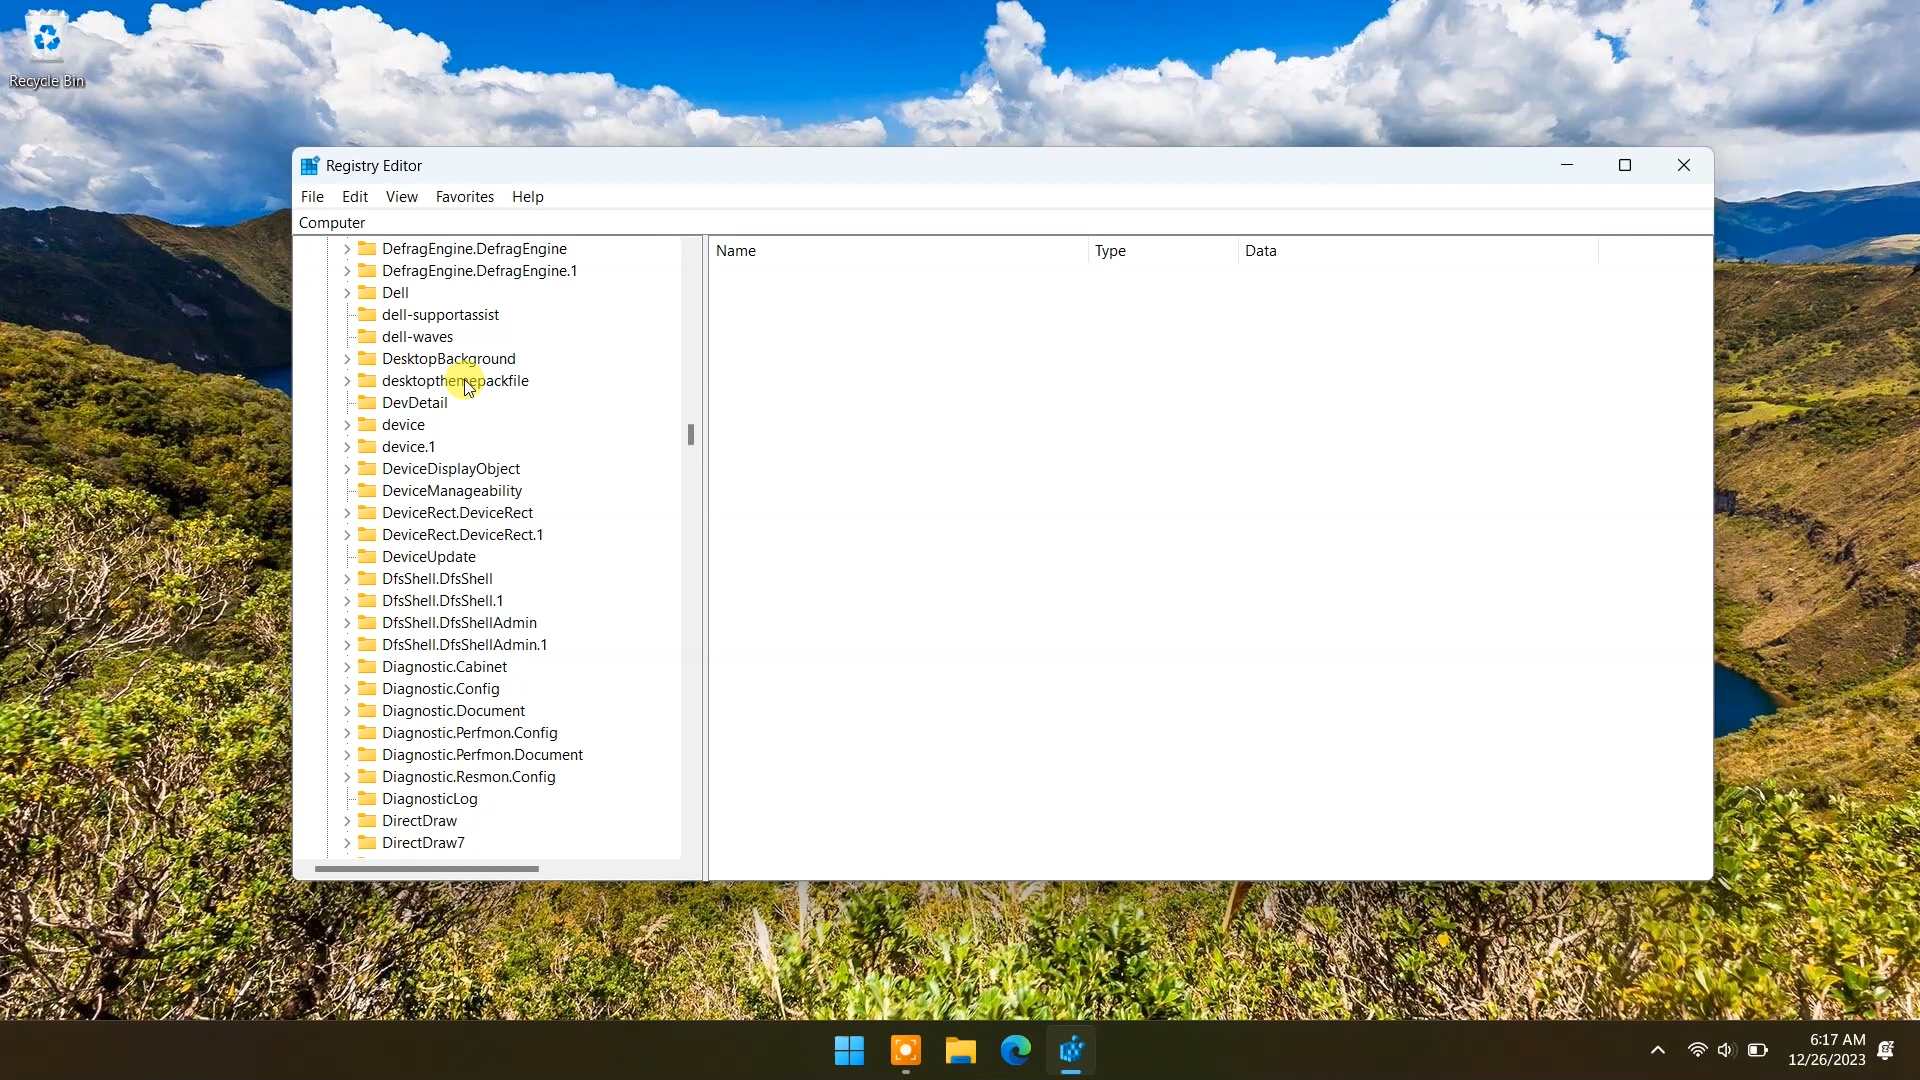 Recycle Bin
Registry Editor
File Edit View Favorites Help
Computer
DefragEngine.DefragEngine
DefragEngine.DefragEngine.1
Dell
dell-supportassist
dell-waves
DesktopBackground
desktopthemepackfile
DevDetail
device
device.1
DeviceDisplayObject
DeviceManageability
DeviceRect.DeviceRect
DeviceRect.DeviceRect.1
DeviceUpdate
DfsShell.DfsShell
DfsShell.DfsShell.1
DfsShell.DfsShellAdmin
DfsShell.DfsShellAdmin.1
Diagnostic.Cabinet
Diagnostic.Config
Diagnostic.Document
Diagnostic.Perfmon.Config
Diagnostic.Perfmon.Document
Diagnostic.Resmon.Config
DiagnosticLog
DirectDraw
DirectDraw7
Name Type Data
6:17 AM
12/26/2023